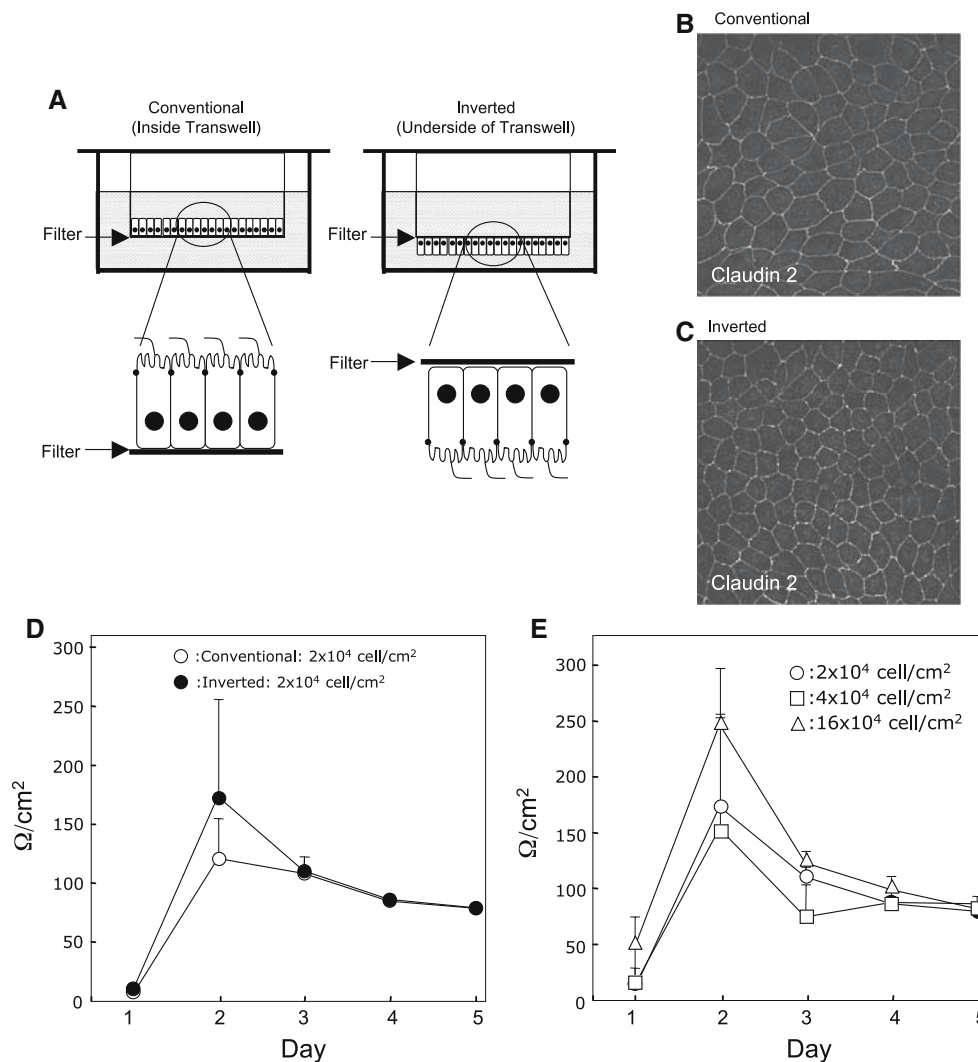 A
Conventional
(Inside Transwell)
Inverted
(Underside of Transwell)
Filter
Filter
Filter
Filter
B Conventional
Claudin 2
C Inverted
Claudin 2
D
300
250
200
150
100
50
0
Ω/cm²
○ :Conventional: 2x10⁴ cell/cm²
● :Inverted: 2x10⁴ cell/cm²
1 2 3 4 5
Day
E
300
250
200
150
100
50
0
Ω/cm²
○ :2x10⁴ cell/cm²
□ :4x10⁴ cell/cm²
△ :16x10⁴ cell/cm²
1 2 3 4 5
Day